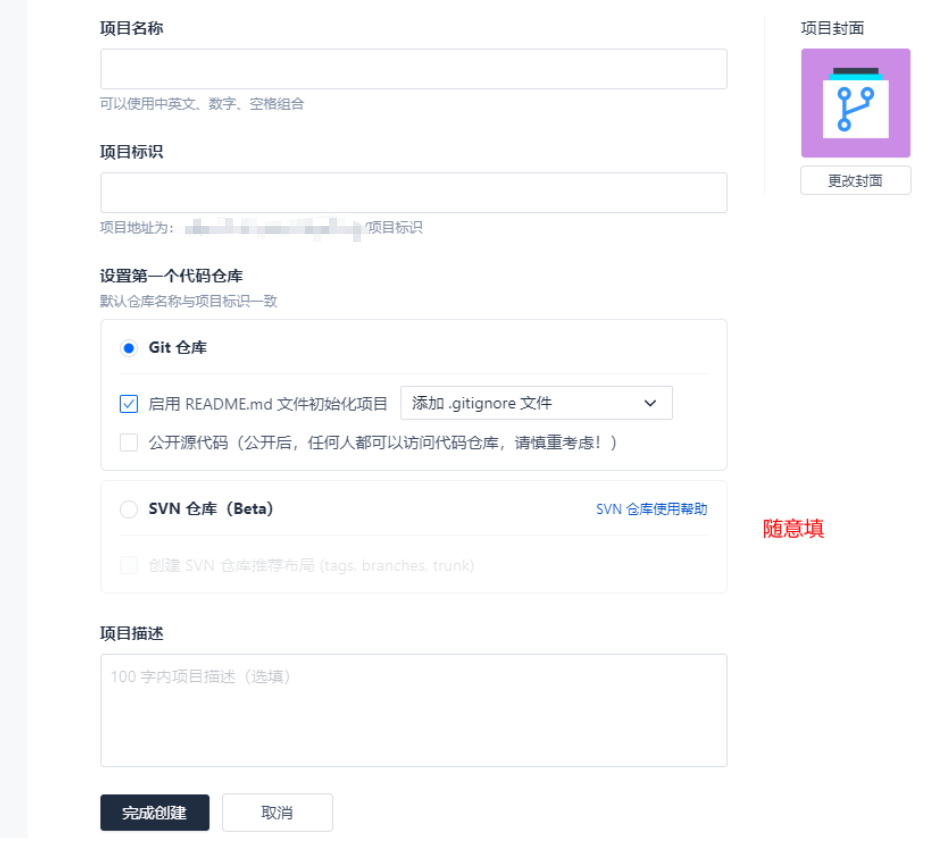 项目名称
可以使用中英文、数字、空格组合
项目标识
项目地址为：
/项目标识
设置第一个代码仓库
默认仓库名称与项目标识一致
Git 仓库
启用 README.md 文件初始化项目
添加 .gitignore 文件
公开源代码（公开后，任何人都可以访问代码仓库，请慎重考虑！）
SVN 仓库（Beta）
SVN 仓库使用帮助
创建 SVN 仓库推荐布局 (tags, branches, trunk)
项目描述
100 字内项目描述（选填）
完成创建
取消
项目封面
更改封面
随意填